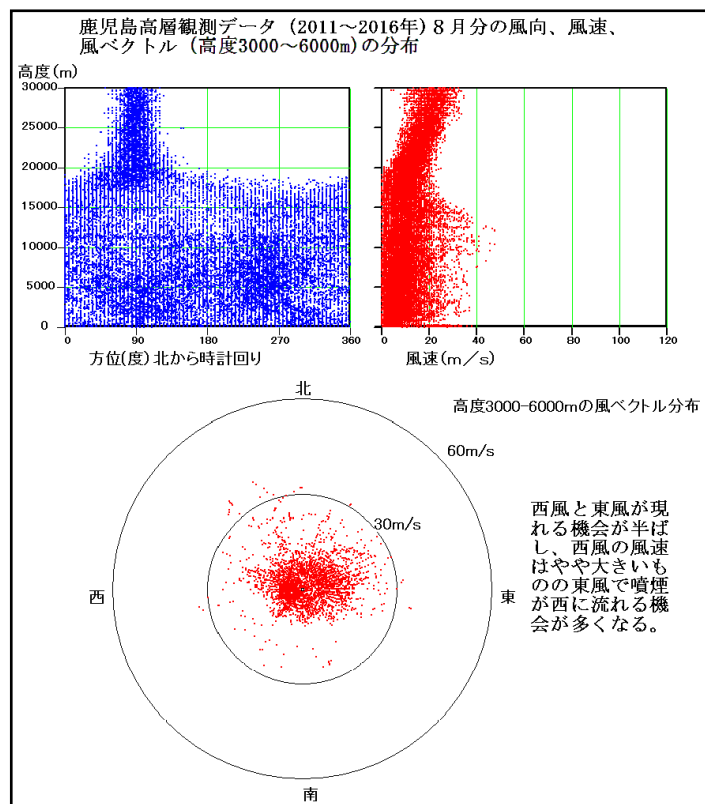 鹿児島高層観測データ (2011～2016年) 8月分の風向、風速、
風ベクトル (高度3000～6000m)の分布
高度(m)
30000
25000
20000
15000
10000
5000
0
0 90 180 270 360
方位(度)北から時計回り
0 20 40 60 80 100 120
風速(m/s)
高度3000-6000mの風ベクトル分布
北
60m/s
30m/s
西
東
南
西風と東風が現
れる機会が半ば
し、西風の風速
はやや大きいも
のの東風で噴煙
が西に流れる機
会が多くなる。